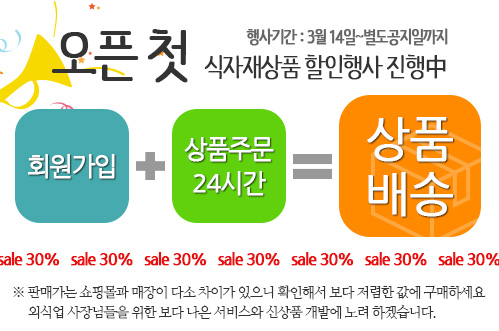 행사기간 : 3월 14일~별도공지일까지
오픈 첫 식자재상품 할인행사 진행中
회원가입 + 상품주문 24시간 = 상품 배송
sale 30% sale 30% sale 30% sale 30% sale 30% sale 30% sale 30%
※ 판매가는 쇼핑몰과 매장이 다소 차이가 있으니 확인해서 보다 저렴한 값에 구매하세요
외식업 사장님들을 위한 보다 나은 서비스와 신상품 개발에 노려 하겠습니다.